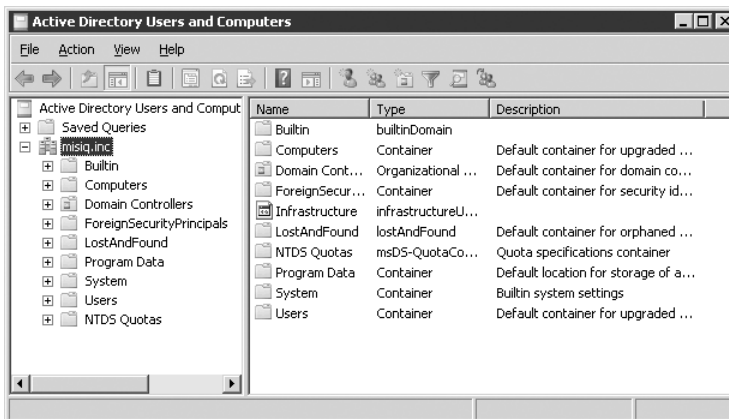 Active Directory Users and Computers
File Action View Help
Active Directory Users and Comput
Saved Queries
misiq.inc
Builtin
Computers
Domain Controllers
ForeignSecurityPrincipals
LostAndFound
Program Data
System
Users
NTDS Quotas
Name Type Description
Builtin builtinDomain
Computers Container Default container for upgraded ...
Domain Cont... Organizational ... Default container for domain co...
ForeignSecur... Container Default container for security id...
Infrastructure infrastructureU...
LostAndFound lostAndFound Default container for orphaned ...
NTDS Quotas msDS-QuotaCo... Quota specifications container
Program Data Container Default location for storage of a...
System Container Builtin system settings
Users Container Default container for upgraded ...